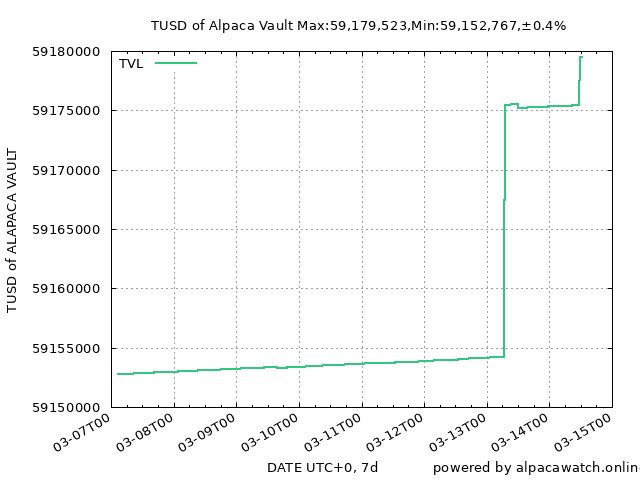 TUSD of Alpaca Vault Max:59,179,523,Min:59,152,767,±0.4%
59180000
TVL
59175000
59170000
59165000
59160000
59155000
59150000
TUSD of ALAPACA VAULT
03-07T00
03-08T00
03-09T00
03-10T00
03-11T00
03-12T00
03-13T00
03-14T00
03-15T00
DATE UTC+0, 7d
powered by alpacawatch.onlin